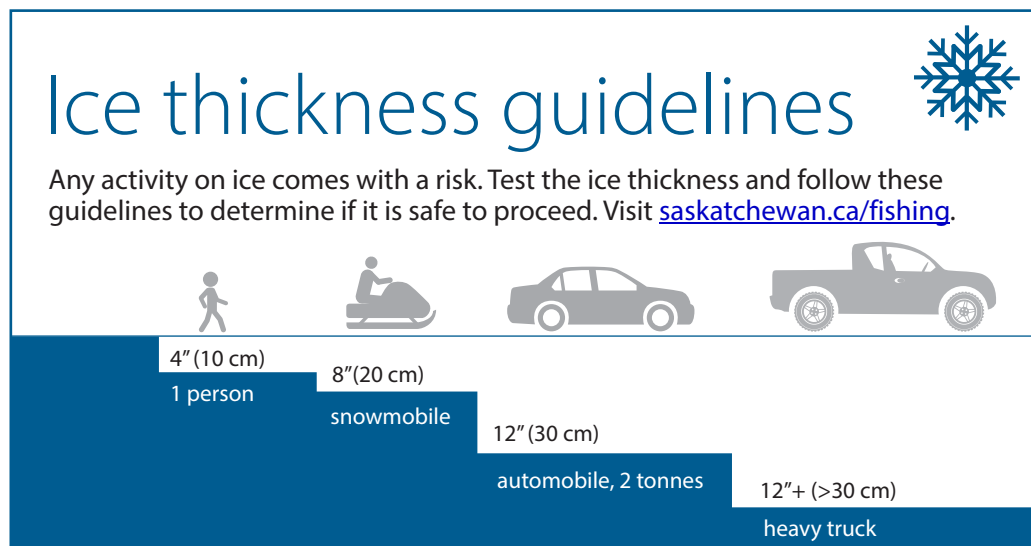 Ice thickness guidelines
Any activity on ice comes with a risk. Test the ice thickness and follow these
guidelines to determine if it is safe to proceed. Visit saskatchewan.ca/fishing.
4” (10 cm)
1 person
8”(20 cm)
snowmobile
12” (30 cm)
automobile, 2 tonnes
12”+ (>30 cm)
heavy truck